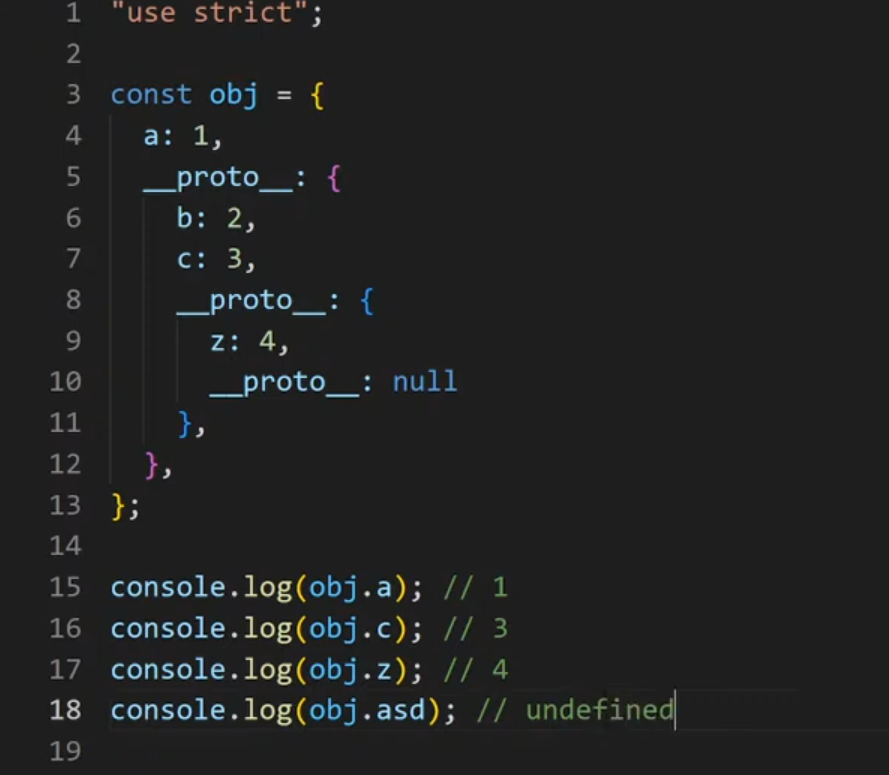 1 "use strict";
2
3 const obj = {
4 a: 1,
5 __proto__: {
6 b: 2,
7 c: 3,
8 __proto__: {
9 z: 4,
10 __proto__: null
11 },
12 },
13 };
14
15 console.log(obj.a); // 1
16 console.log(obj.c); // 3
17 console.log(obj.z); // 4
18 console.log(obj.asd); // undefined
19